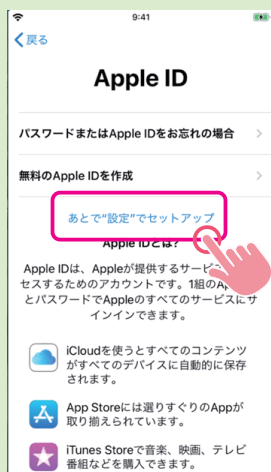 9:41
戻る
Apple ID
パスワードまたはApple IDをお忘れの場合
無料のApple IDを作成
あとで“設定”でセットアップ
Apple IDとは?
Apple IDは、Appleが提供するサービ
セスするためのアカウントです。1組のAp
とパスワードでAppleのすべてのサービスにサ
インインできます。
iCloudを使うとすべてのコンテンツ
がすべてのデバイスに自動的に保存
されます。
App Storeには選りすぐりのAppが
取り揃えられています。
iTunes Storeで音楽、映画、テレビ
番組などを購入できます。